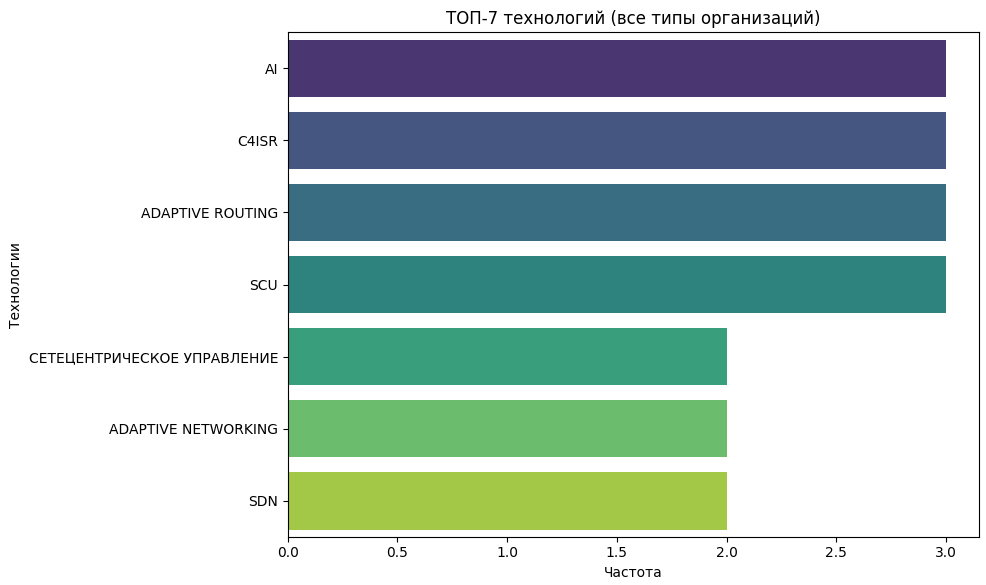 ТОП-7 технологий (все типы организаций)
Технологии
AI
C4ISR
ADAPTIVE ROUTING
SCU
СЕТЕЦЕНТРИЧЕСКОЕ УПРАВЛЕНИЕ
ADAPTIVE NETWORKING
SDN
0.0 0.5 1.0 1.5 2.0 2.5 3.0
Частота